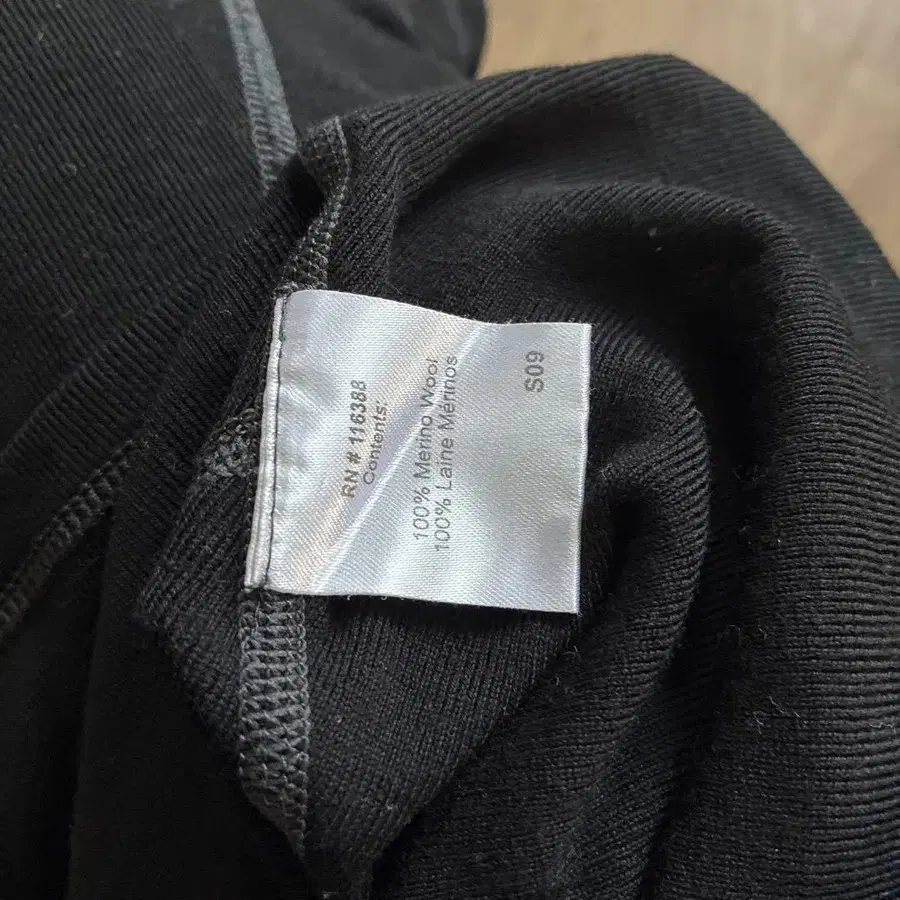 RN # 116388
Contents:
100% Merino Wool
100% Laine Mérinos
S09